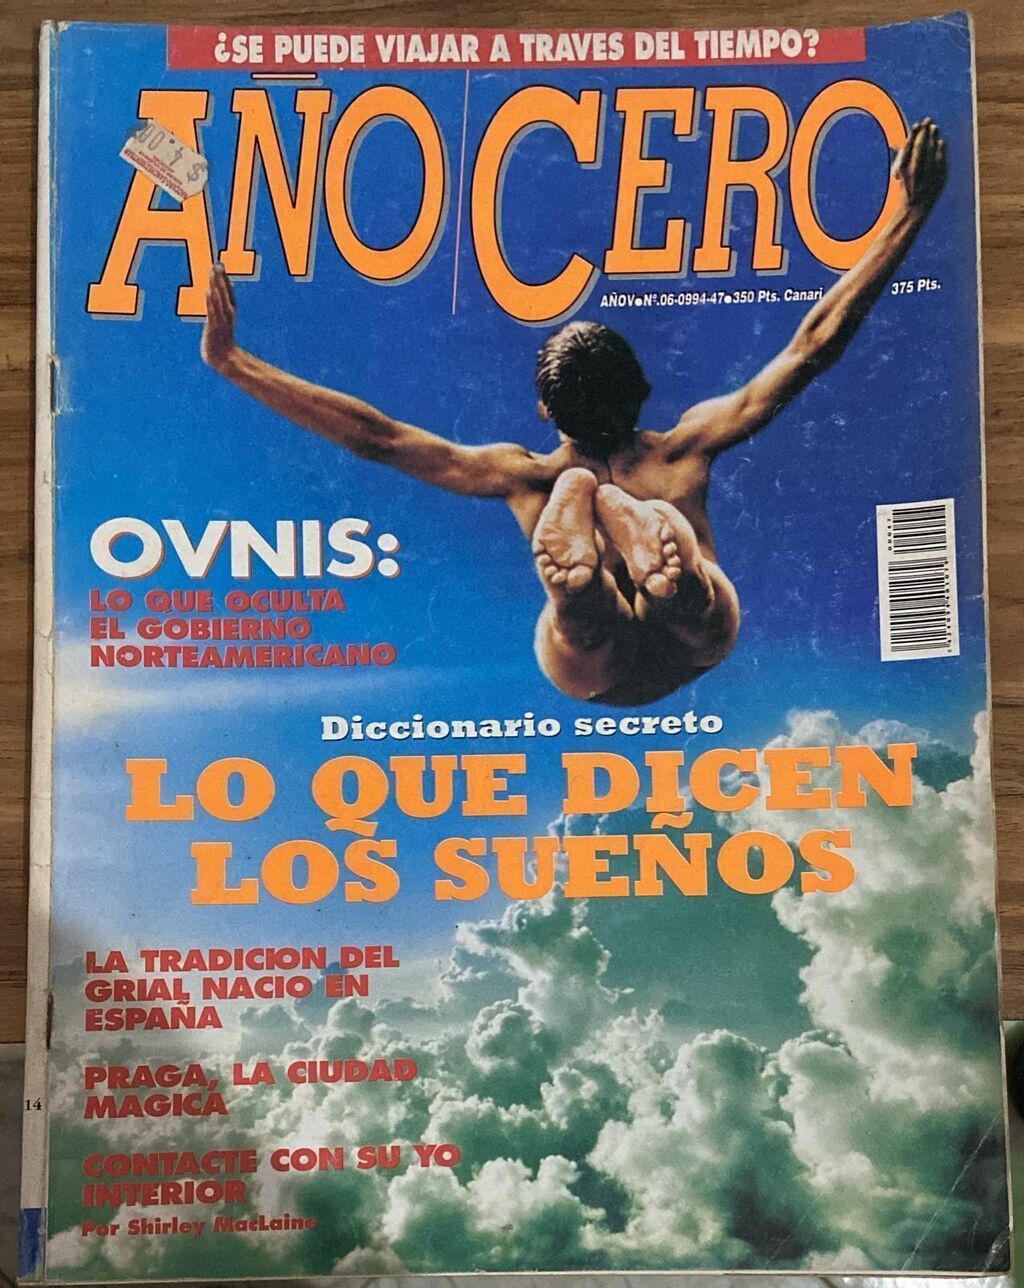 ¿SE PUEDE VIAJAR A TRAVES DEL TIEMPO?
AÑO CERO
AÑO V●Nº.06-0994-47●350 Pts. Canari
375 Pts.
00047
OVNIS:
LO QUE OCULTA
EL GOBIERNO
NORTEAMERICANO
Diccionario secreto
LO QUE DICEN
LOS SUEÑOS
LA TRADICION DEL
GRIAL NACIO EN
ESPAÑA
PRAGA, LA CIUDAD
MAGICA
CONTACTE CON SU YO
INTERIOR
Por Shirley MacLaine
14